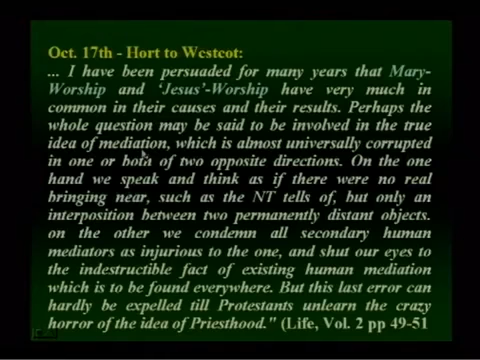 Oct. 17th - Hort to Westcot:
... I have been persuaded for many years that Mary-
Worship and ‘Jesus’-Worship have very much in
common in their causes and their results. Perhaps the
whole question may be said to be involved in the true
idea of mediation, which is almost universally corrupted
in one or both of two opposite directions. On the one
hand we speak and think as if there were no real
bringing near, such as the NT tells of, but only an
interposition between two permanently distant objects.
on the other we condemn all secondary human
mediators as injurious to the one, and shut our eyes to
the indestructible fact of existing human mediation
which is to be found everywhere. But this last error can
hardly be expelled till Protestants unlearn the crazy
horror of the idea of Priesthood." (Life, Vol. 2 pp 49-51